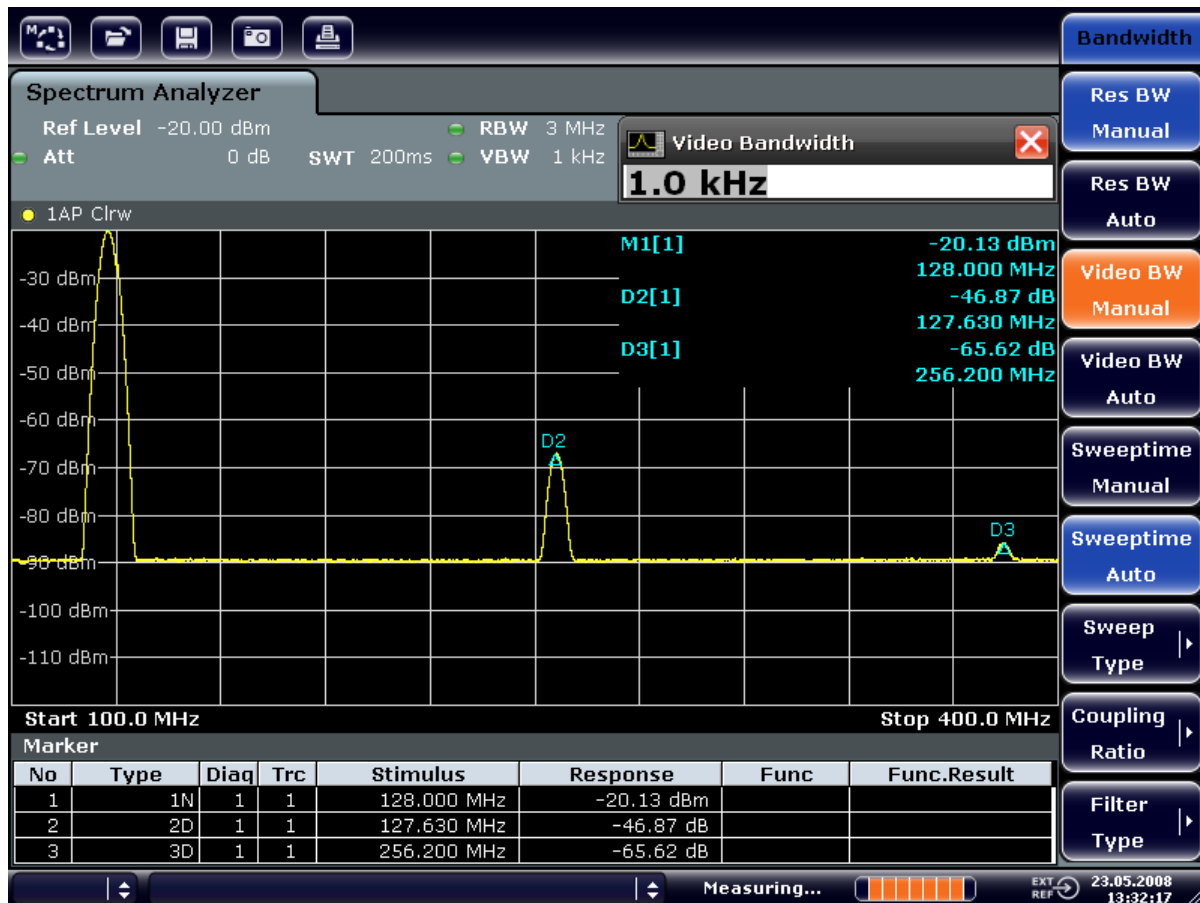 M
Bandwidth
Spectrum Analyzer
Ref Level -20.00 dBm RBW 3 MHz
Att 0 dB SWT 200ms VBW 1 kHz
Video Bandwidth
1.0 kHz
1AP Clrw
M1[1] -20.13 dBm
128.000 MHz
D2[1] -46.87 dB
127.630 MHz
D3[1] -65.62 dB
256.200 MHz
-30 dBm
-40 dBm
-50 dBm
-60 dBm
-70 dBm
-80 dBm
-90 dBm
-100 dBm
-110 dBm
D2
D3
Start 100.0 MHz Stop 400.0 MHz
Marker
No Type Diaq Trc Stimulus Response Func Func.Result
1 1N 1 1 128.000 MHz -20.13 dBm
2 2D 1 1 127.630 MHz -46.87 dB
3 3D 1 1 256.200 MHz -65.62 dB
Measuring...
EXT
REF
23.05.2008
13:32:17
Res BW
Manual
Res BW
Auto
Video BW
Manual
Video BW
Auto
Sweeptime
Manual
Sweeptime
Auto
Sweep
Type
Coupling
Ratio
Filter
Type